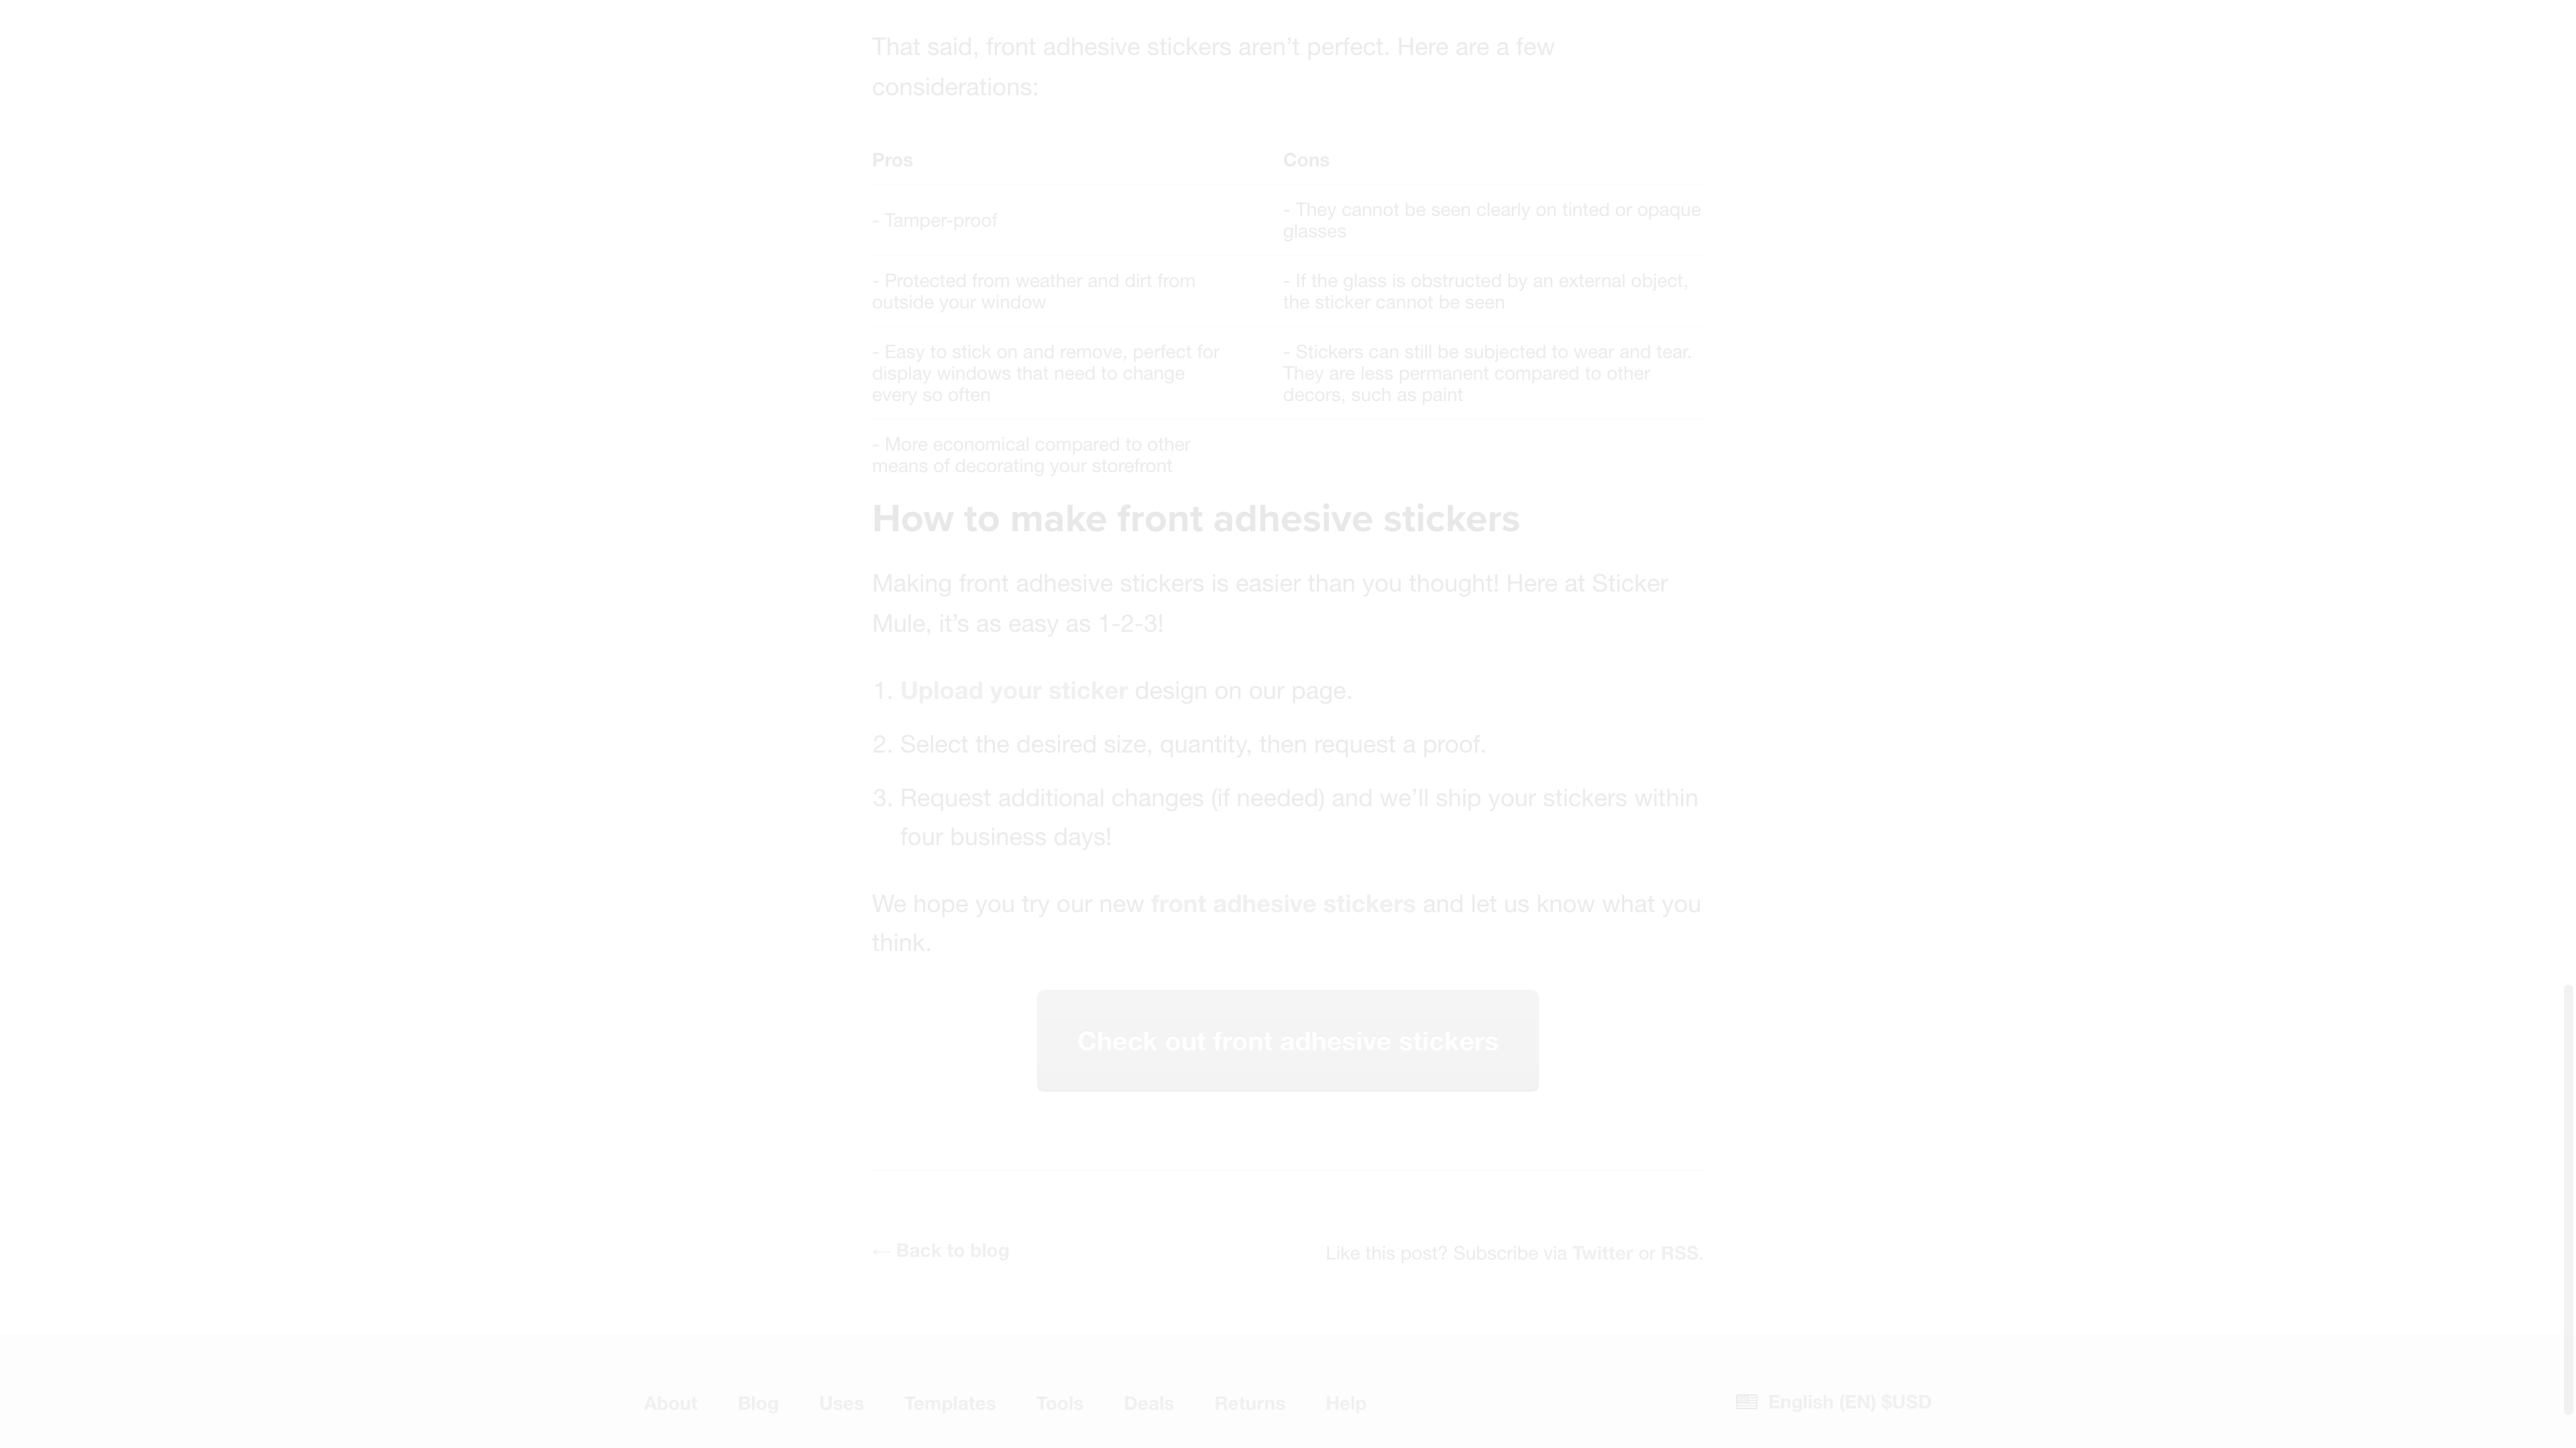 That said, front adhesive stickers aren’t perfect. Here are a few
considerations:
Pros
Cons
- Tamper-proof
- They cannot be seen clearly on tinted or opaque
glasses
- Protected from weather and dirt from
outside your window
- If the glass is obstructed by an external object,
the sticker cannot be seen
- Easy to stick on and remove, perfect for
display windows that need to change
every so often
- Stickers can still be subjected to wear and tear.
They are less permanent compared to other
decors, such as paint
- More economical compared to other
means of decorating your storefront
How to make front adhesive stickers
Making front adhesive stickers is easier than you thought! Here at Sticker
Mule, it’s as easy as 1-2-3!
1. Upload your sticker design on our page.
2. Select the desired size, quantity, then request a proof.
3. Request additional changes (if needed) and we’ll ship your stickers within
four business days!
We hope you try our new front adhesive stickers and let us know what you
think.
Check out front adhesive stickers
← Back to blog
Like this post? Subscribe via Twitter or RSS.
About Blog Uses Templates Tools Deals Returns Help
English (EN) $USD